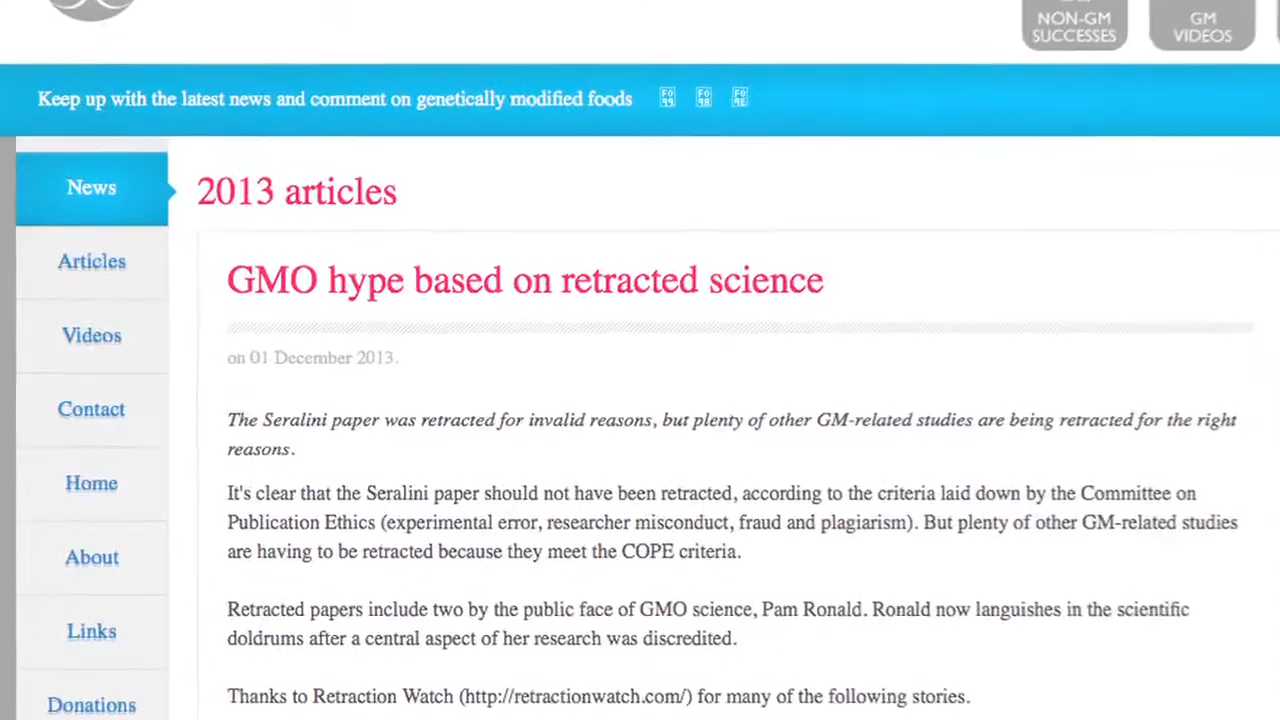 NON-GM
SUCCESSES
GM
VIDEOS
Keep up with the latest news and comment on genetically modified foods
News
Articles
Videos
Contact
Home
About
Links
Donations
2013 articles
GMO hype based on retracted science
on 01 December 2013.
The Seralini paper was retracted for invalid reasons, but plenty of other GM-related studies are being retracted for the right
reasons.
It's clear that the Seralini paper should not have been retracted, according to the criteria laid down by the Committee on
Publication Ethics (experimental error, researcher misconduct, fraud and plagiarism). But plenty of other GM-related studies
are having to be retracted because they meet the COPE criteria.
Retracted papers include two by the public face of GMO science, Pam Ronald. Ronald now languishes in the scientific
doldrums after a central aspect of her research was discredited.
Thanks to Retraction Watch (http://retractionwatch.com/) for many of the following stories.